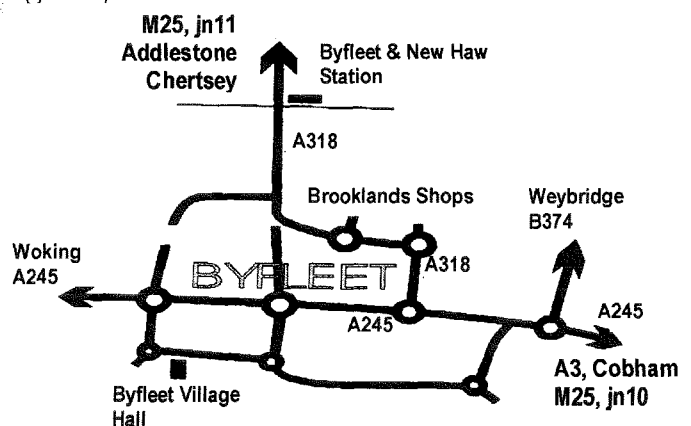 M25, jn11
Addlestone
Chertsey
Byfleet & New Haw
Station
A318
Brooklands Shops
Weybridge
B374
Woking
A245
BYFLEET
A318
A245
A245
A3, Cobham
M25, jn10
Byfleet Village
Hall